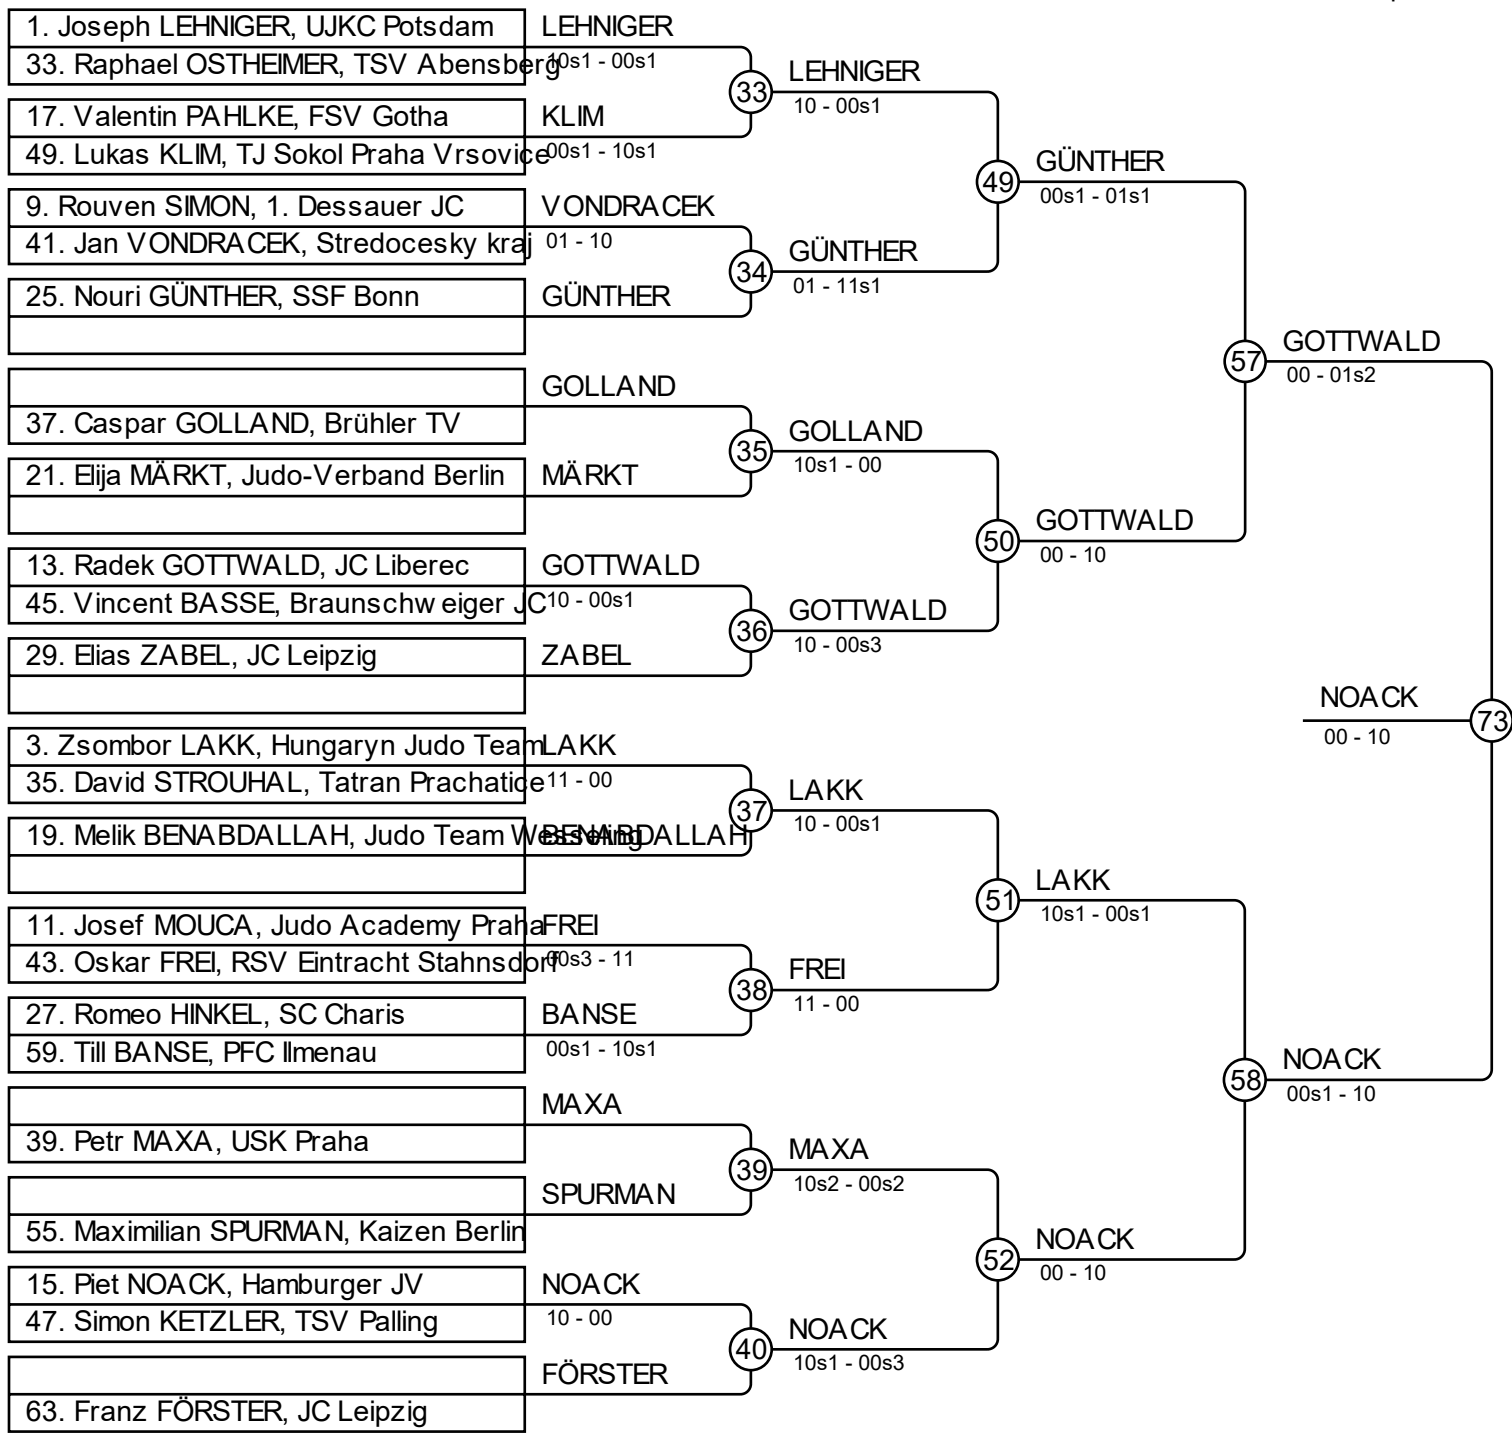 1. Joseph LEHNIGER, UJKC Potsdam
33. Raphael OSTHEIMER, TSV Abensberg
LEHNIGER
10s1 - 00s1
17. Valentin PAHLKE, FSV Gotha
49. Lukas KLIM, TJ Sokol Praha Vrsovice
KLIM
00s1 - 10s1
33
LEHNIGER
10 - 00s1
9. Rouven SIMON, 1. Dessauer JC
41. Jan VONDRACEK, Stredocesky kraj
VONDRACEK
01 - 10
25. Nouri GÜNTHER, SSF Bonn
GÜNTHER
34
GÜNTHER
01 - 11s1
49
GÜNTHER
00s1 - 01s1
37. Caspar GOLLAND, Brühler TV
GOLLAND
21. Elija MÄRKT, Judo-Verband Berlin
MÄRKT
35
GOLLAND
10s1 - 00
13. Radek GOTTWALD, JC Liberec
45. Vincent BASSE, Braunschweiger JC
GOTTWALD
10 - 00s1
29. Elias ZABEL, JC Leipzig
ZABEL
36
GOTTWALD
10 - 00s3
50
GOTTWALD
00 - 10
57
GOTTWALD
00 - 01s2
3. Zsombor LAKK, Hungaryn Judo Team
35. David STROUHAL, Tatran Prachatice
LAKK
11 - 00
19. Melik BENABDALLAH, Judo Team Wesseling
BENABDALLAH
37
LAKK
10 - 00s1
11. Josef MOUCA, Judo Academy Praha
43. Oskar FREI, RSV Eintracht Stahnsdorf
FREI
00s3 - 11
27. Romeo HINKEL, SC Charis
59. Till BANSE, PFC Ilmenau
BANSE
00s1 - 10s1
38
FREI
11 - 00
51
LAKK
10s1 - 00s1
39. Petr MAXA, USK Praha
MAXA
55. Maximilian SPURMAN, Kaizen Berlin
SPURMAN
39
MAXA
10s2 - 00s2
15. Piet NOACK, Hamburger JV
47. Simon KETZLER, TSV Palling
NOACK
10 - 00
63. Franz FÖRSTER, JC Leipzig
FÖRSTER
40
NOACK
10s1 - 00s3
52
NOACK
00 - 10
58
NOACK
00s1 - 10
73
NOACK
00 - 10